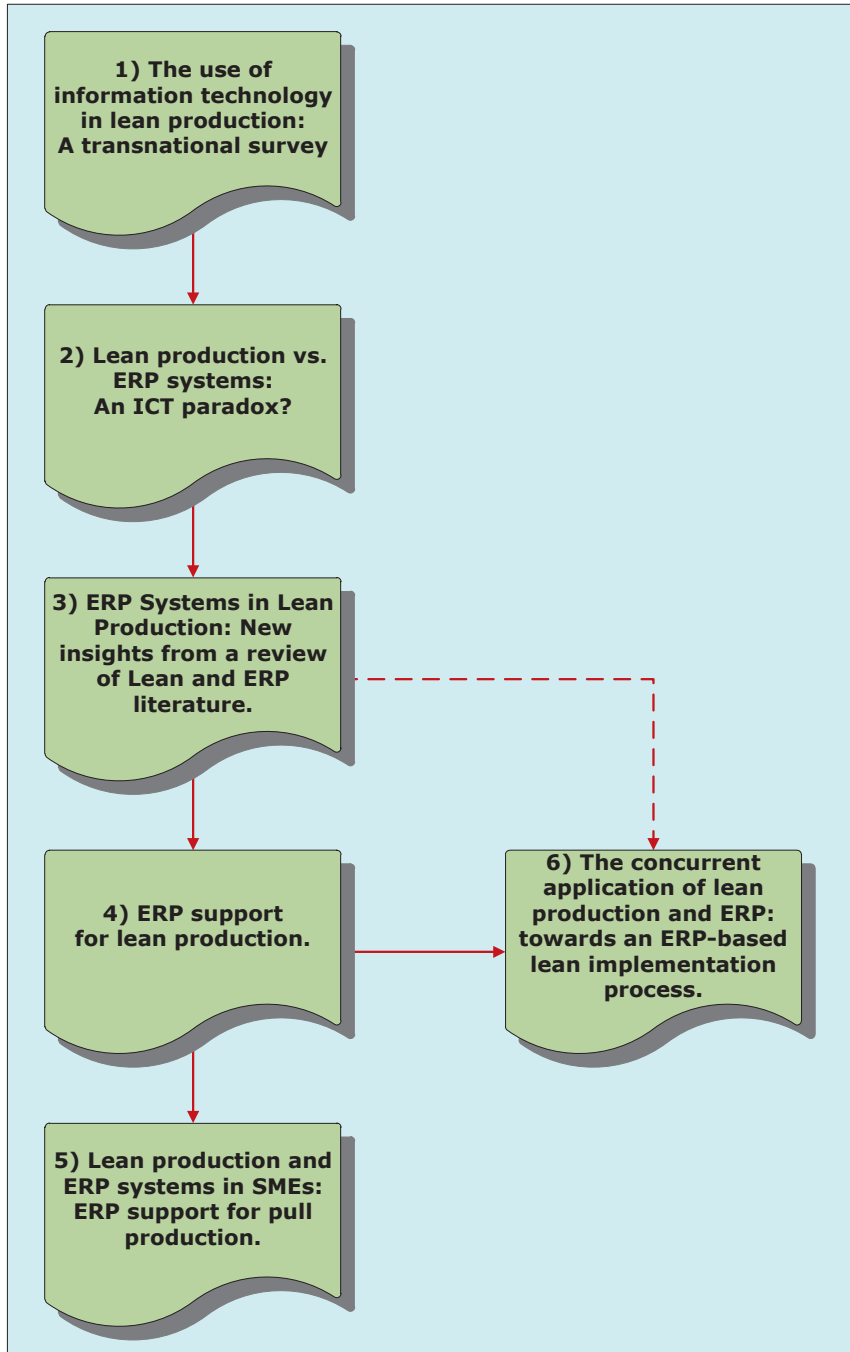 1) The use of
information technology
in lean production:
A transnational survey
2) Lean production vs.
ERP systems:
An ICT paradox?
3) ERP Systems in Lean
Production: New
insights from a review
of Lean and ERP
literature.
4) ERP support
for lean production.
6) The concurrent
application of lean
production and ERP:
towards an ERP-based
lean implementation
process.
5) Lean production and
ERP systems in SMEs:
ERP support for pull
production.